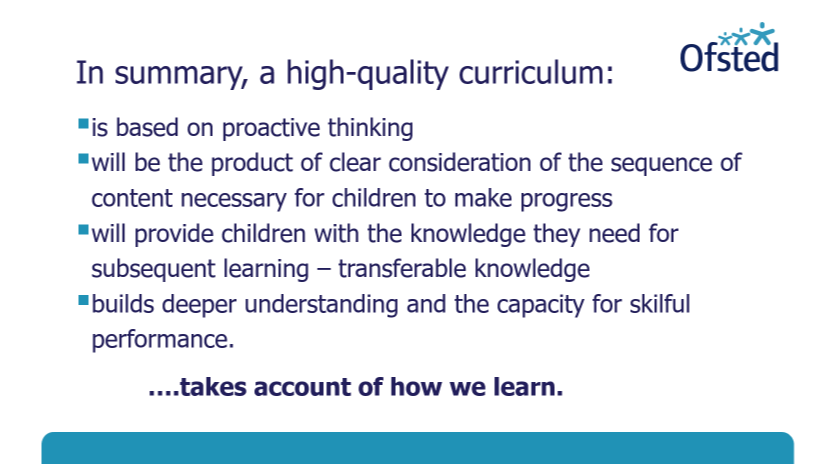 Ofsted
In summary, a high-quality curriculum:
▪is based on proactive thinking
▪will be the product of clear consideration of the sequence of
content necessary for children to make progress
▪will provide children with the knowledge they need for
subsequent learning – transferable knowledge
▪builds deeper understanding and the capacity for skilful
performance.
....takes account of how we learn.